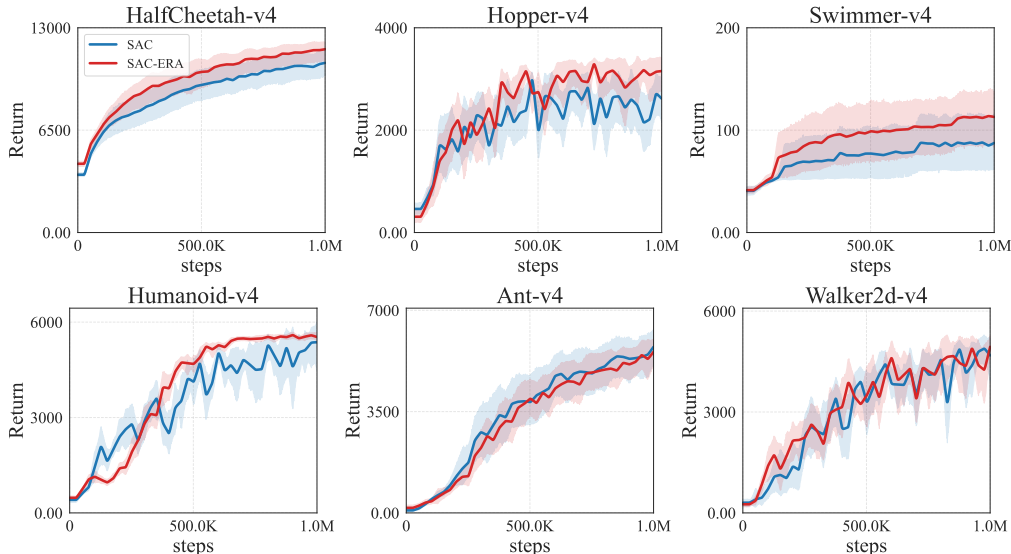 HalfCheetah-v4
13000
6500
0.00
Return
SAC
SAC-ERA
0
500.0K
1.0M
steps
Hopper-v4
4000
2000
0.00
Return
0
500.0K
1.0M
steps
Swimmer-v4
200
100
0.00
Return
0
500.0K
1.0M
steps
Humanoid-v4
6000
3000
0.00
Return
0
500.0K
1.0M
steps
Ant-v4
7000
3500
0.00
Return
0
500.0K
1.0M
steps
Walker2d-v4
6000
3000
0.00
Return
0
500.0K
1.0M
steps